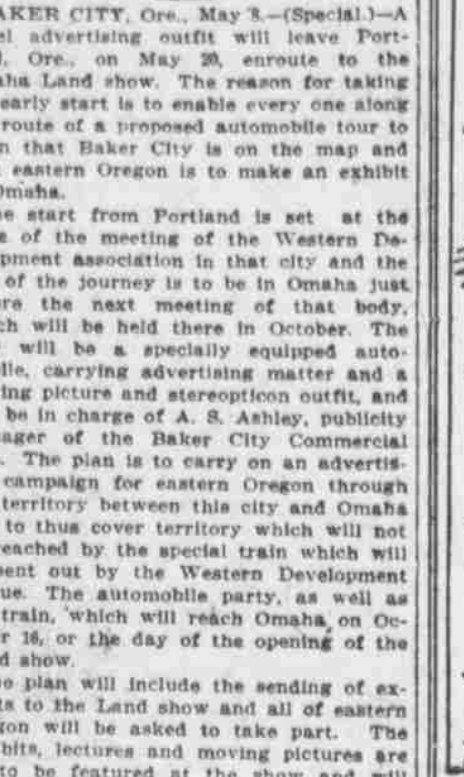 AKER CITY, Ore., May 8.—(Special.)—A
el advertising outfit will leave Port-
, Ore., on May 20, enroute to the
aha Land show. The reason for taking
early start is to enable every one along
route of a proposed automobile tour to
n that Baker City is on the map and
eastern Oregon is to make an exhibit
Omaha.
e start from Portland is set at the
e of the meeting of the Western De-
pment association in that city and the
of the journey is to be in Omaha just
re the next meeting of that body,
ch will be held there in October. The
will be a specially equipped auto-
ile, carrying advertising matter and a
ing picture and stereopticon outfit, and
be in charge of A. S. Ashley, publicity
ager of the Baker City Commercial
. The plan is to carry on an advertis-
campaign for eastern Oregon through
territory between this city and Omaha
to thus cover territory which will not
reached by the special train which will
ent out by the Western Development
ue. The automobile party, as well as
train, which will reach Omaha on Oc-
r 16, or the day of the opening of the
d show.
e plan will include the sending of ex-
ts to the Land show and all of eastern
gon will be asked to take part. The
bits, lectures and moving pictures are
to be featured at the show and